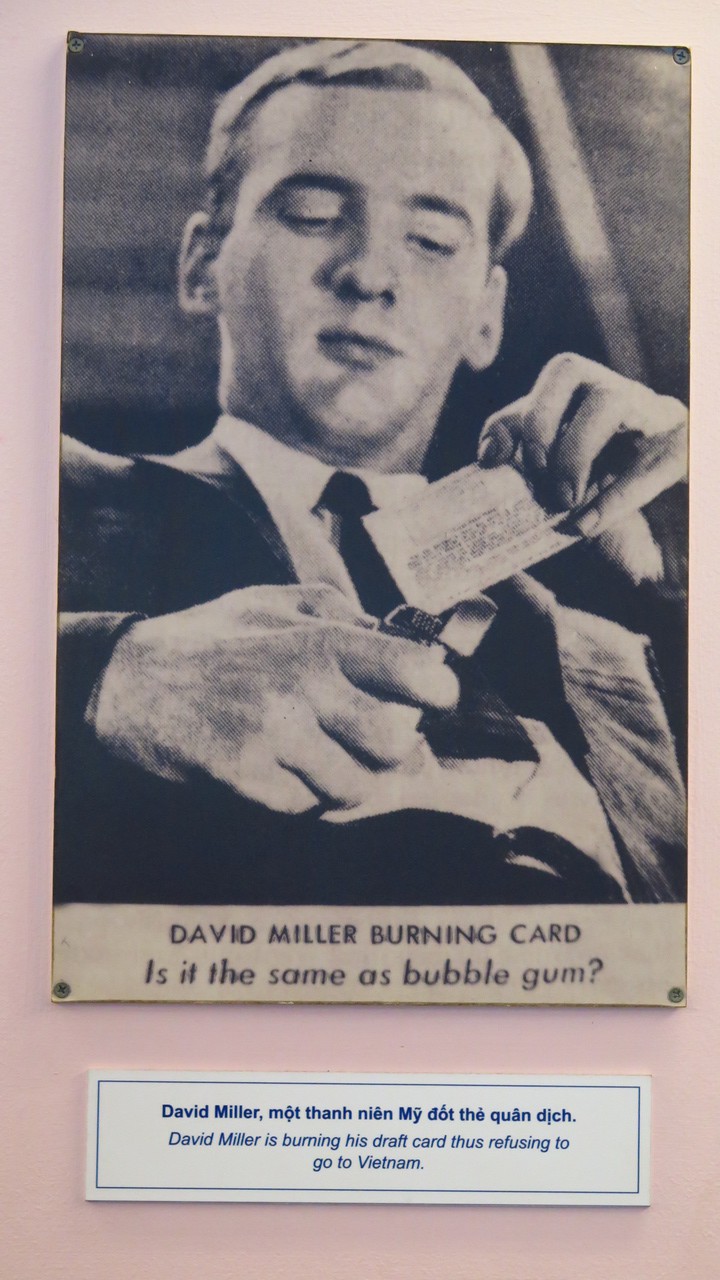 DAVID MILLER BURNING CARD
Is it the same as bubble gum?
David Miller, một thanh niên Mỹ đốt thẻ quân dịch.
David Miller is burning his draft card thus refusing to
go to Vietnam.